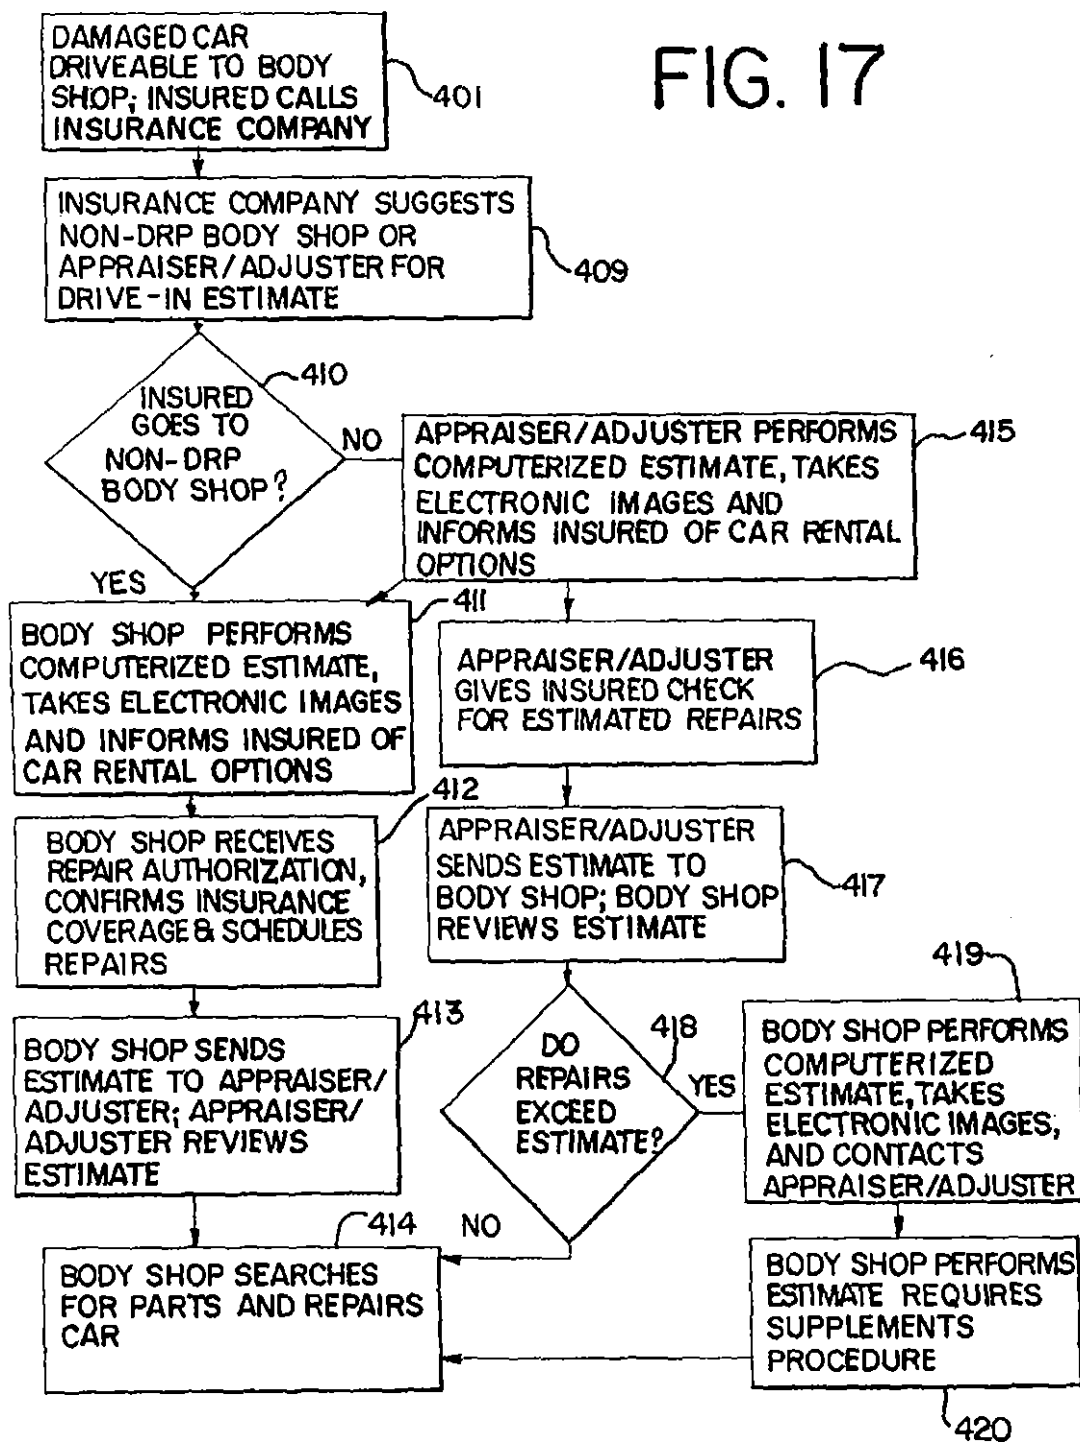 FIG. 17
DAMAGED CAR
DRIVEABLE TO BODY
SHOP; INSURED CALLS
INSURANCE COMPANY
401
INSURANCE COMPANY SUGGESTS
NON-DRP BODY SHOP OR
APPRAISER/ADJUSTER FOR
DRIVE-IN ESTIMATE
409
INSURED
GOES TO
NON-DRP
BODY SHOP?
410
NO
YES
APPRAISER/ADJUSTER PERFORMS
COMPUTERIZED ESTIMATE, TAKES
ELECTRONIC IMAGES AND
INFORMS INSURED OF CAR RENTAL
OPTIONS
415
BODY SHOP PERFORMS
COMPUTERIZED ESTIMATE,
TAKES ELECTRONIC IMAGES
AND INFORMS INSURED OF
CAR RENTAL OPTIONS
411
APPRAISER/ADJUSTER
GIVES INSURED CHECK
FOR ESTIMATED REPAIRS
416
BODY SHOP RECEIVES
REPAIR AUTHORIZATION,
CONFIRMS INSURANCE
COVERAGE & SCHEDULES
REPAIRS
412
APPRAISER/ADJUSTER
SENDS ESTIMATE TO
BODY SHOP; BODY SHOP
REVIEWS ESTIMATE
417
BODY SHOP SENDS
ESTIMATE TO APPRAISER/
ADJUSTER; APPRAISER/
ADJUSTER REVIEWS
ESTIMATE
413
DO
REPAIRS
EXCEED
ESTIMATE?
418
YES
NO
BODY SHOP PERFORMS
COMPUTERIZED
ESTIMATE, TAKES
ELECTRONIC IMAGES,
AND CONTACTS
APPRAISER/ADJUSTER
419
BODY SHOP SEARCHES
FOR PARTS AND REPAIRS
CAR
414
BODY SHOP PERFORMS
ESTIMATE REQUIRES
SUPPLEMENTS
PROCEDURE
420